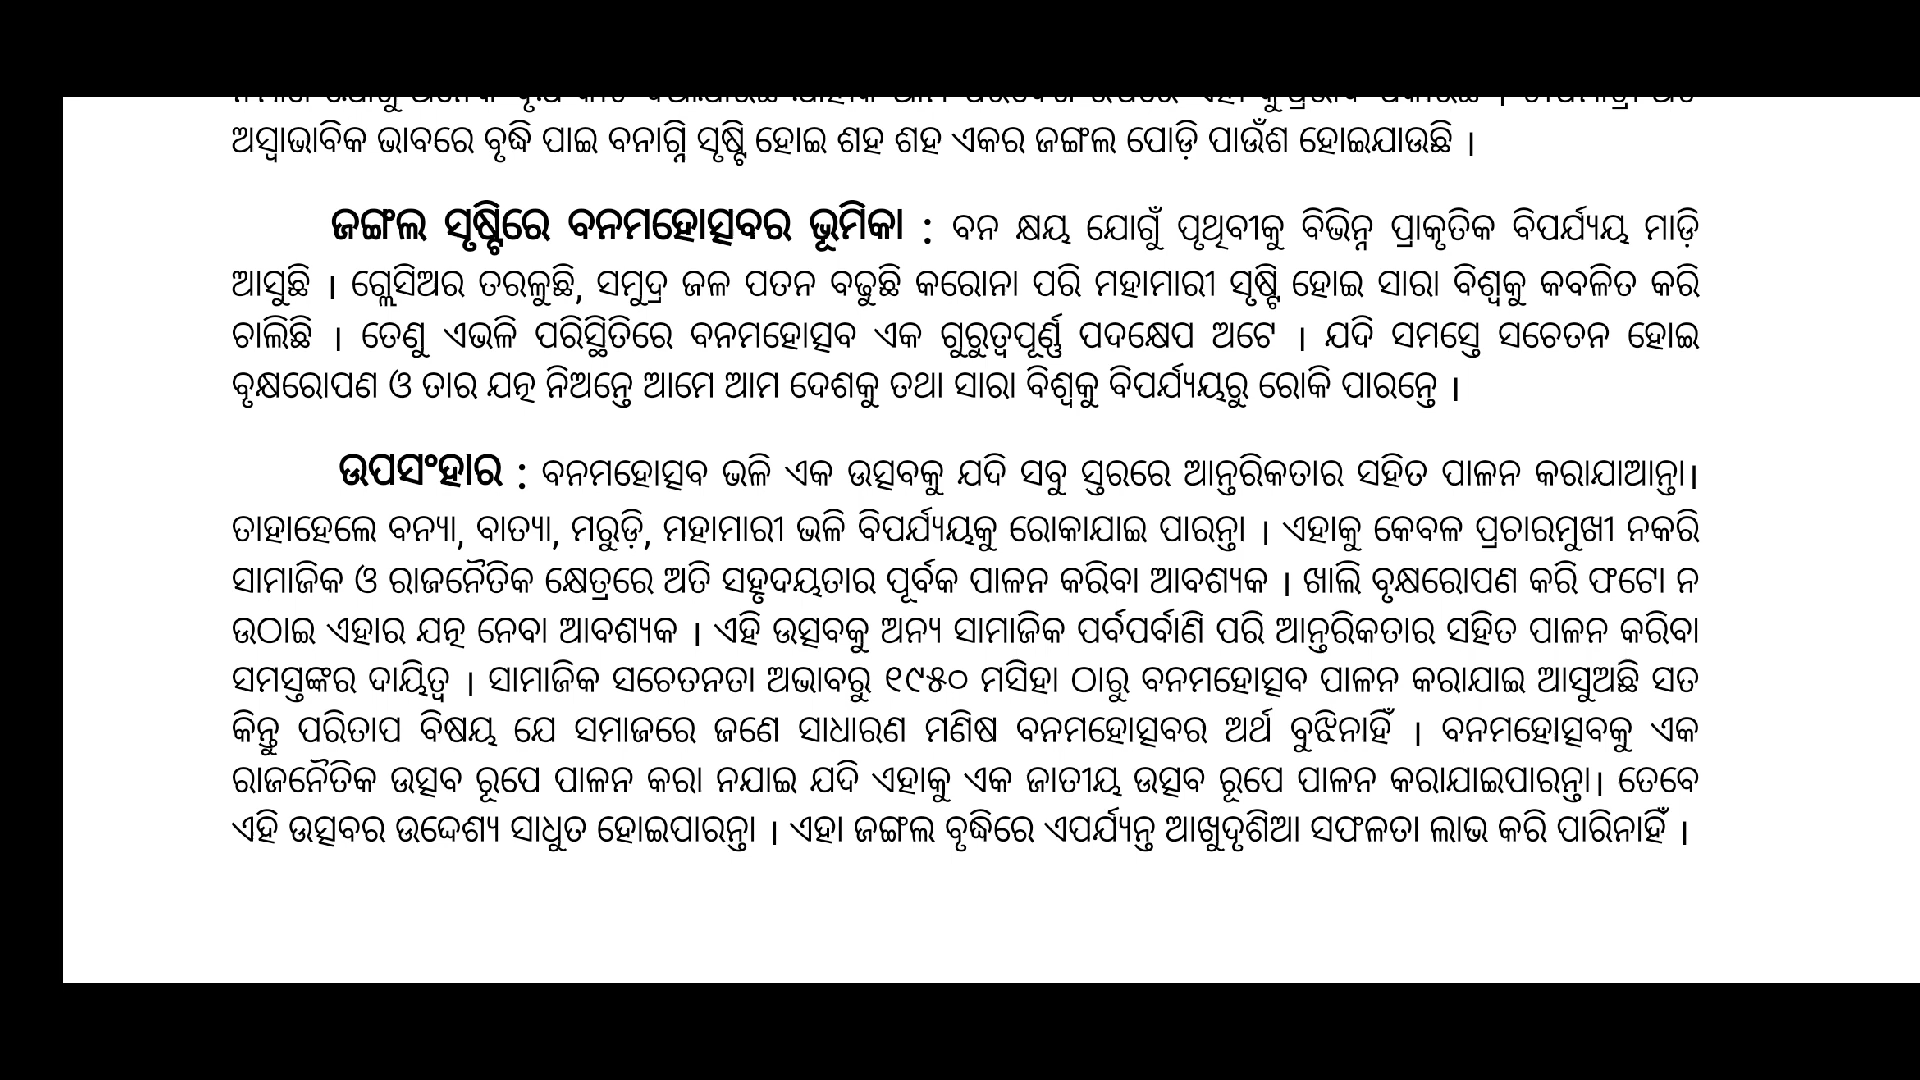 ଅସ୍ୱାଭାବିକ ଭାବରେ ବୃଦ୍ଧି ପାଇ ବନାଗ୍ନି ସୃଷ୍ଟି ହୋଇ ଶହ ଶହ ଏକର ଜଙ୍ଗଲ ପୋଡ଼ି ପାଉଁଶ ହୋଇଯାଉଛି ।
ଜଙ୍ଗଲ ସୃଷ୍ଟିରେ ବନମହୋତ୍ସବର ଭୂମିକା : ବନ କ୍ଷୟ ଯୋଗୁଁ ପୃଥିବୀକୁ ବିଭିନ୍ନ ପ୍ରାକୃତିକ ବିପର୍ଯ୍ୟୟ ମାଡ଼ି
ଆସୁଛି । ଗ୍ଲେସିଅର ତରଳୁଛି, ସମୁଦ୍ର ଜଳ ପତନ ବଢୁଛି କରୋନା ପରି ମହାମାରୀ ସୃଷ୍ଟି ହୋଇ ସାରା ବିଶ୍ୱକୁ କବଳିତ କରି
ଚାଲିଛି । ତେଣୁ ଏଭଳି ପରିସ୍ଥିତିରେ ବନମହୋତ୍ସବ ଏକ ଗୁରୁତ୍ୱପୂର୍ଣ୍ଣ ପଦକ୍ଷେପ ଅଟେ । ଯଦି ସମସ୍ତେ ସଚେତନ ହୋଇ
ବୃକ୍ଷରୋପଣ ଓ ତାର ଯତ୍ନ ନିଅନ୍ତେ ଆମେ ଆମ ଦେଶକୁ ତଥା ସାରା ବିଶ୍ୱକୁ ବିପର୍ଯ୍ୟୟରୁ ରୋକି ପାରନ୍ତେ ।
ଉପସଂହାର : ବନମହୋତ୍ସବ ଭଳି ଏକ ଉତ୍ସବକୁ ଯଦି ସବୁ ସ୍ତରରେ ଆନ୍ତରିକତାର ସହିତ ପାଳନ କରାଯାଆନ୍ତା।
ତାହାହେଲେ ବନ୍ୟା, ବାତ୍ୟା, ମରୁଡ଼ି, ମହାମାରୀ ଭଳି ବିପର୍ଯ୍ୟୟକୁ ରୋକାଯାଇ ପାରନ୍ତା । ଏହାକୁ କେବଳ ପ୍ରଚାରମୁଖୀ ନକରି
ସାମାଜିକ ଓ ରାଜନୈତିକ କ୍ଷେତ୍ରରେ ଅତି ସହୃଦୟତାର ପୂର୍ବକ ପାଳନ କରିବା ଆବଶ୍ୟକ । ଖାଲି ବୃକ୍ଷରୋପଣ କରି ଫଟୋ ନ
ଉଠାଇ ଏହାର ଯତ୍ନ ନେବା ଆବଶ୍ୟକ । ଏହି ଉତ୍ସବକୁ ଅନ୍ୟ ସାମାଜିକ ପର୍ବପର୍ବାଣି ପରି ଆନ୍ତରିକତାର ସହିତ ପାଳନ କରିବା
ସମସ୍ତଙ୍କର ଦାୟିତ୍ୱ । ସାମାଜିକ ସଚେତନତା ଅଭାବରୁ ୧୯୫୦ ମସିହା ଠାରୁ ବନମହୋତ୍ସବ ପାଳନ କରାଯାଇ ଆସୁଅଛି ସତ
କିନ୍ତୁ ପରିତାପ ବିଷୟ ଯେ ସମାଜରେ ଜଣେ ସାଧାରଣ ମଣିଷ ବନମହୋତ୍ସବର ଅର୍ଥ ବୁଝିନାହିଁ । ବନମହୋତ୍ସବକୁ ଏକ
ରାଜନୈତିକ ଉତ୍ସବ ରୂପେ ପାଳନ କରା ନଯାଇ ଯଦି ଏହାକୁ ଏକ ଜାତୀୟ ଉତ୍ସବ ରୂପେ ପାଳନ କରାଯାଇପାରନ୍ତା। ତେବେ
ଏହି ଉତ୍ସବର ଉଦ୍ଦେଶ୍ୟ ସାଧୁତ ହୋଇପାରନ୍ତା । ଏହା ଜଙ୍ଗଲ ବୃଦ୍ଧିରେ ଏପର୍ଯ୍ୟନ୍ତ ଆଖୁଦୃଶିଆ ସଫଳତା ଲାଭ କରି ପାରିନାହିଁ ।